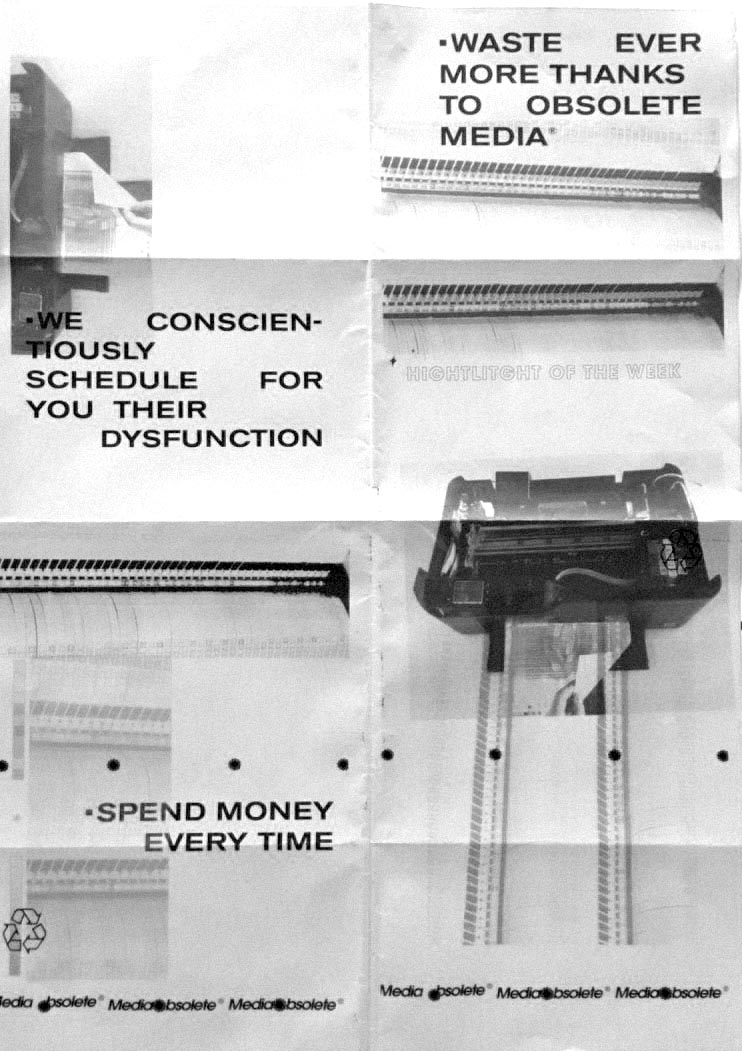 ▪WASTE EVER
MORE THANKS
TO OBSOLETE
MEDIA®
▪WE CONSCIEN-
TIOUSLY
SCHEDULE FOR
YOU THEIR
DYSFUNCTION
HIGHTLITGHT OF THE WEEK
▪SPEND MONEY
EVERY TIME
Media Obsolete® Media Obsolete® Media Obsolete®
Media Obsolete® Media Obsolete® Media Obsolete®